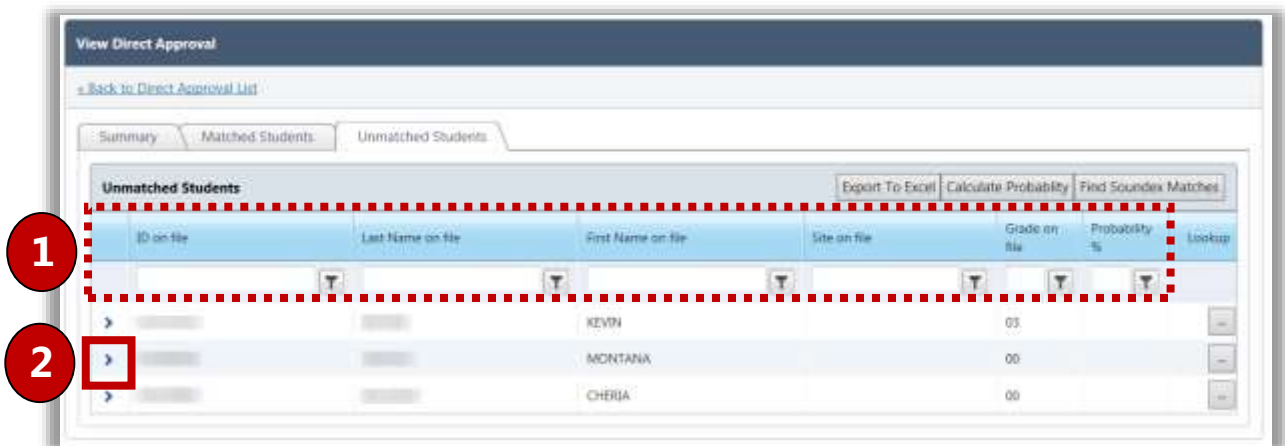 View Direct Approval
« Back to Direct Approval List
Summary Matched Students Unmatched Students
Unmatched Students Export To Excel Calculate Probablity Find Soundex Matches
1
ID on file Last Name on file First Name on file Site on file Grade on file Probability % Lookup
KEVIN 03 ...
2
MONTANA 00 ...
CHERIA 00 ...